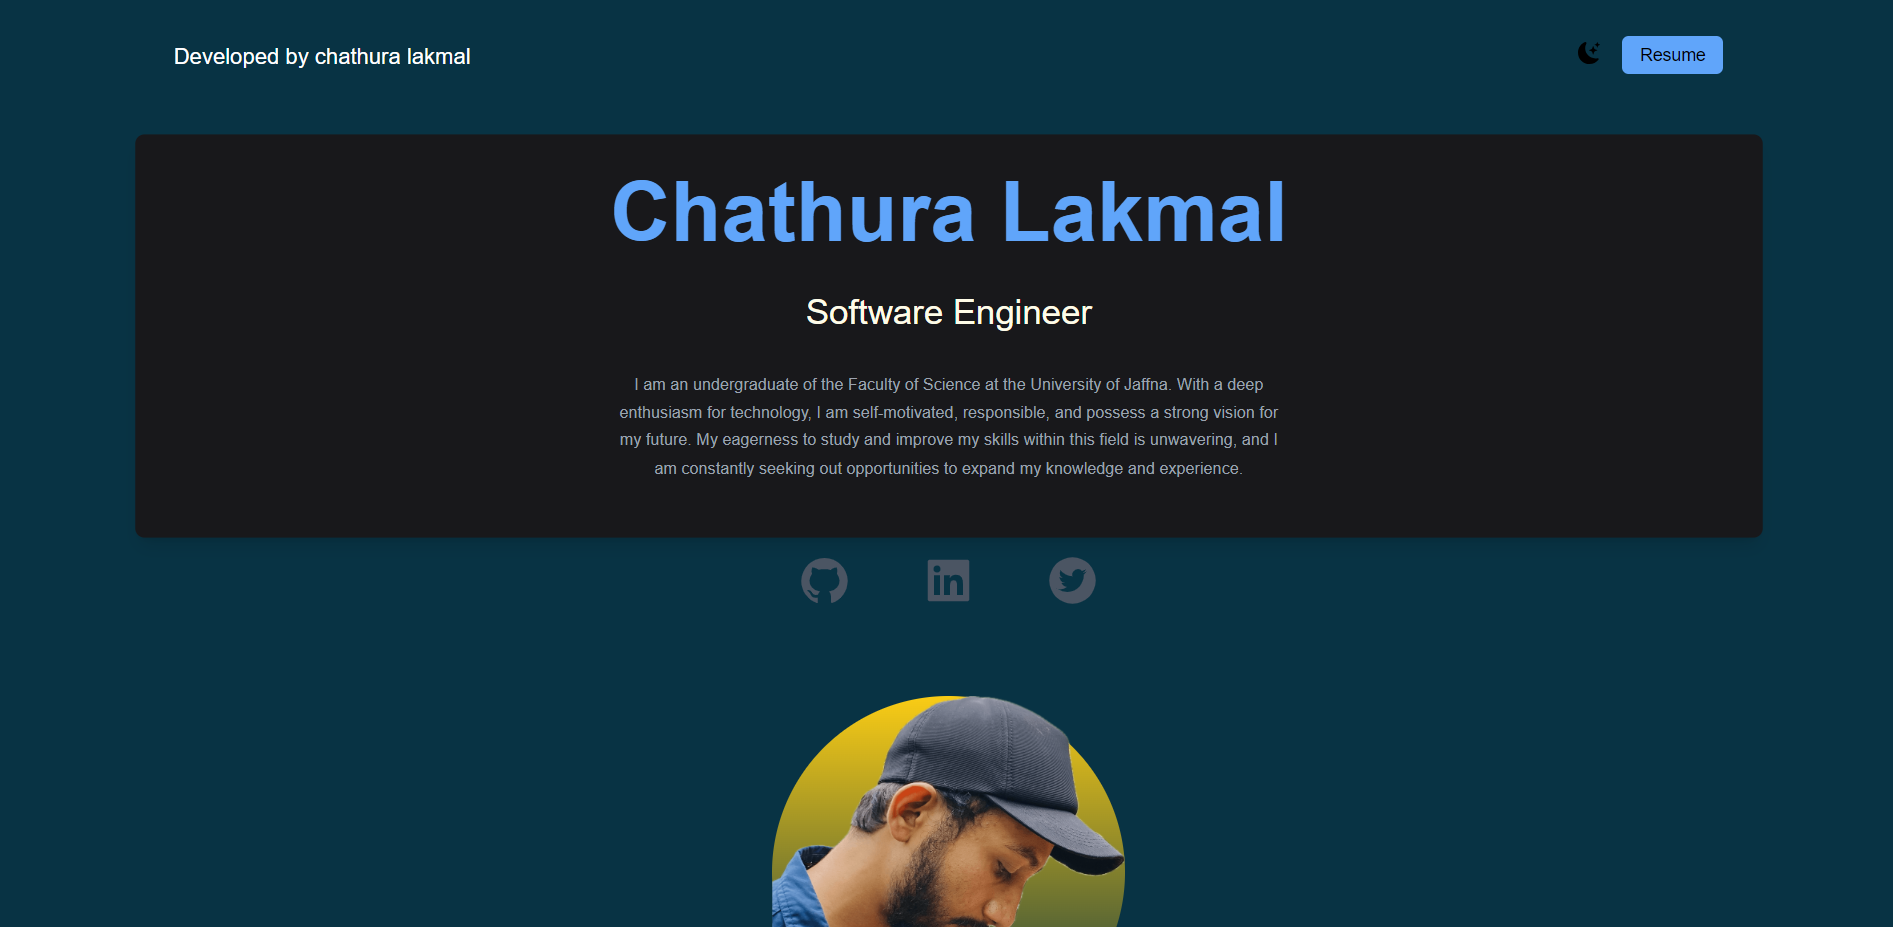 Developed by chathura lakmal
Resume
Chathura Lakmal
Software Engineer
I am an undergraduate of the Faculty of Science at the University of Jaffna. With a deep
enthusiasm for technology, I am self-motivated, responsible, and possess a strong vision for
my future. My eagerness to study and improve my skills within this field is unwavering, and I
am constantly seeking out opportunities to expand my knowledge and experience.
in